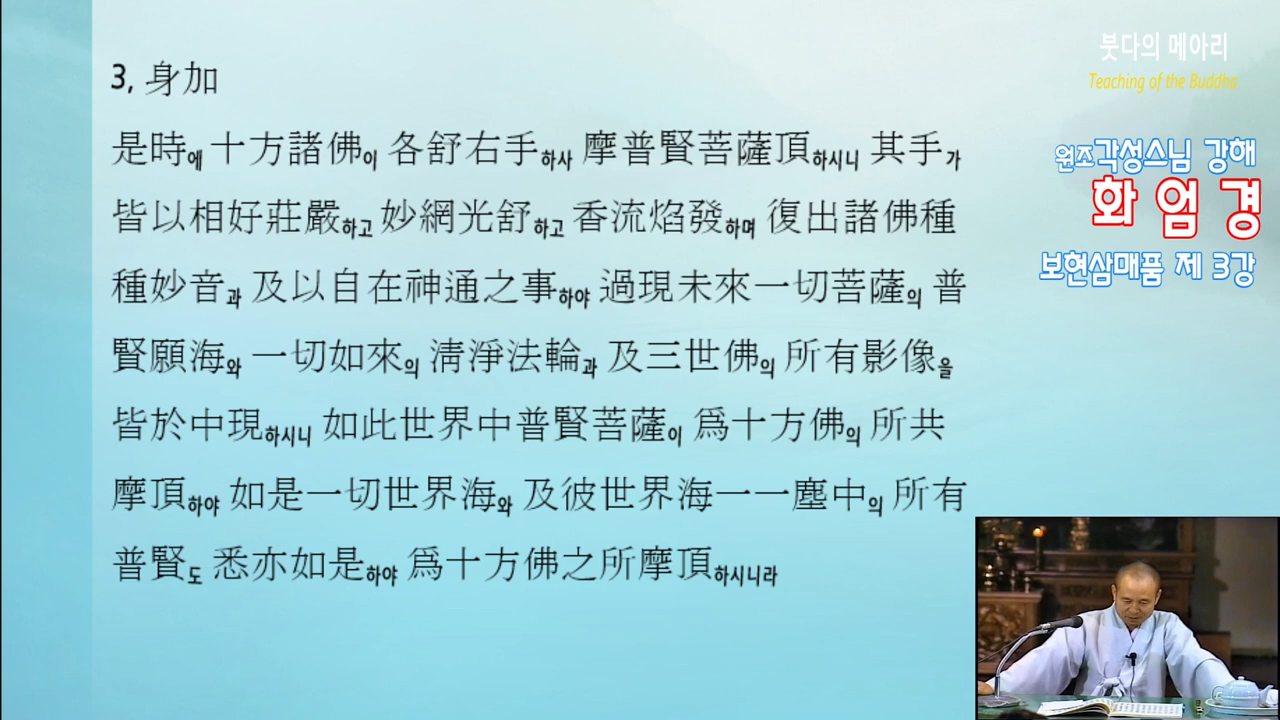 3, 身加
是時에 十方諸佛이 各舒右手하사 摩普賢菩薩頂하시니 其手가
皆以相好莊嚴하고 妙網光舒하고 香流焰發하며 復出諸佛種
種妙音과 及以自在神通之事하야 過現未來一切菩薩의 普
賢願海와 一切如來의 淸淨法輪과 及三世佛의 所有影像을
皆於中現하시니 如此世界中普賢菩薩이 爲十方佛의 所共
摩頂하야 如是一切世界海와 及彼世界海一一塵中의 所有
普賢도 悉亦如是하야 爲十方佛之所摩頂하시니라
붓다의 메아리
Teaching of the Buddha
원조각성스님 강해
화엄경
보현삼매품 제 3강